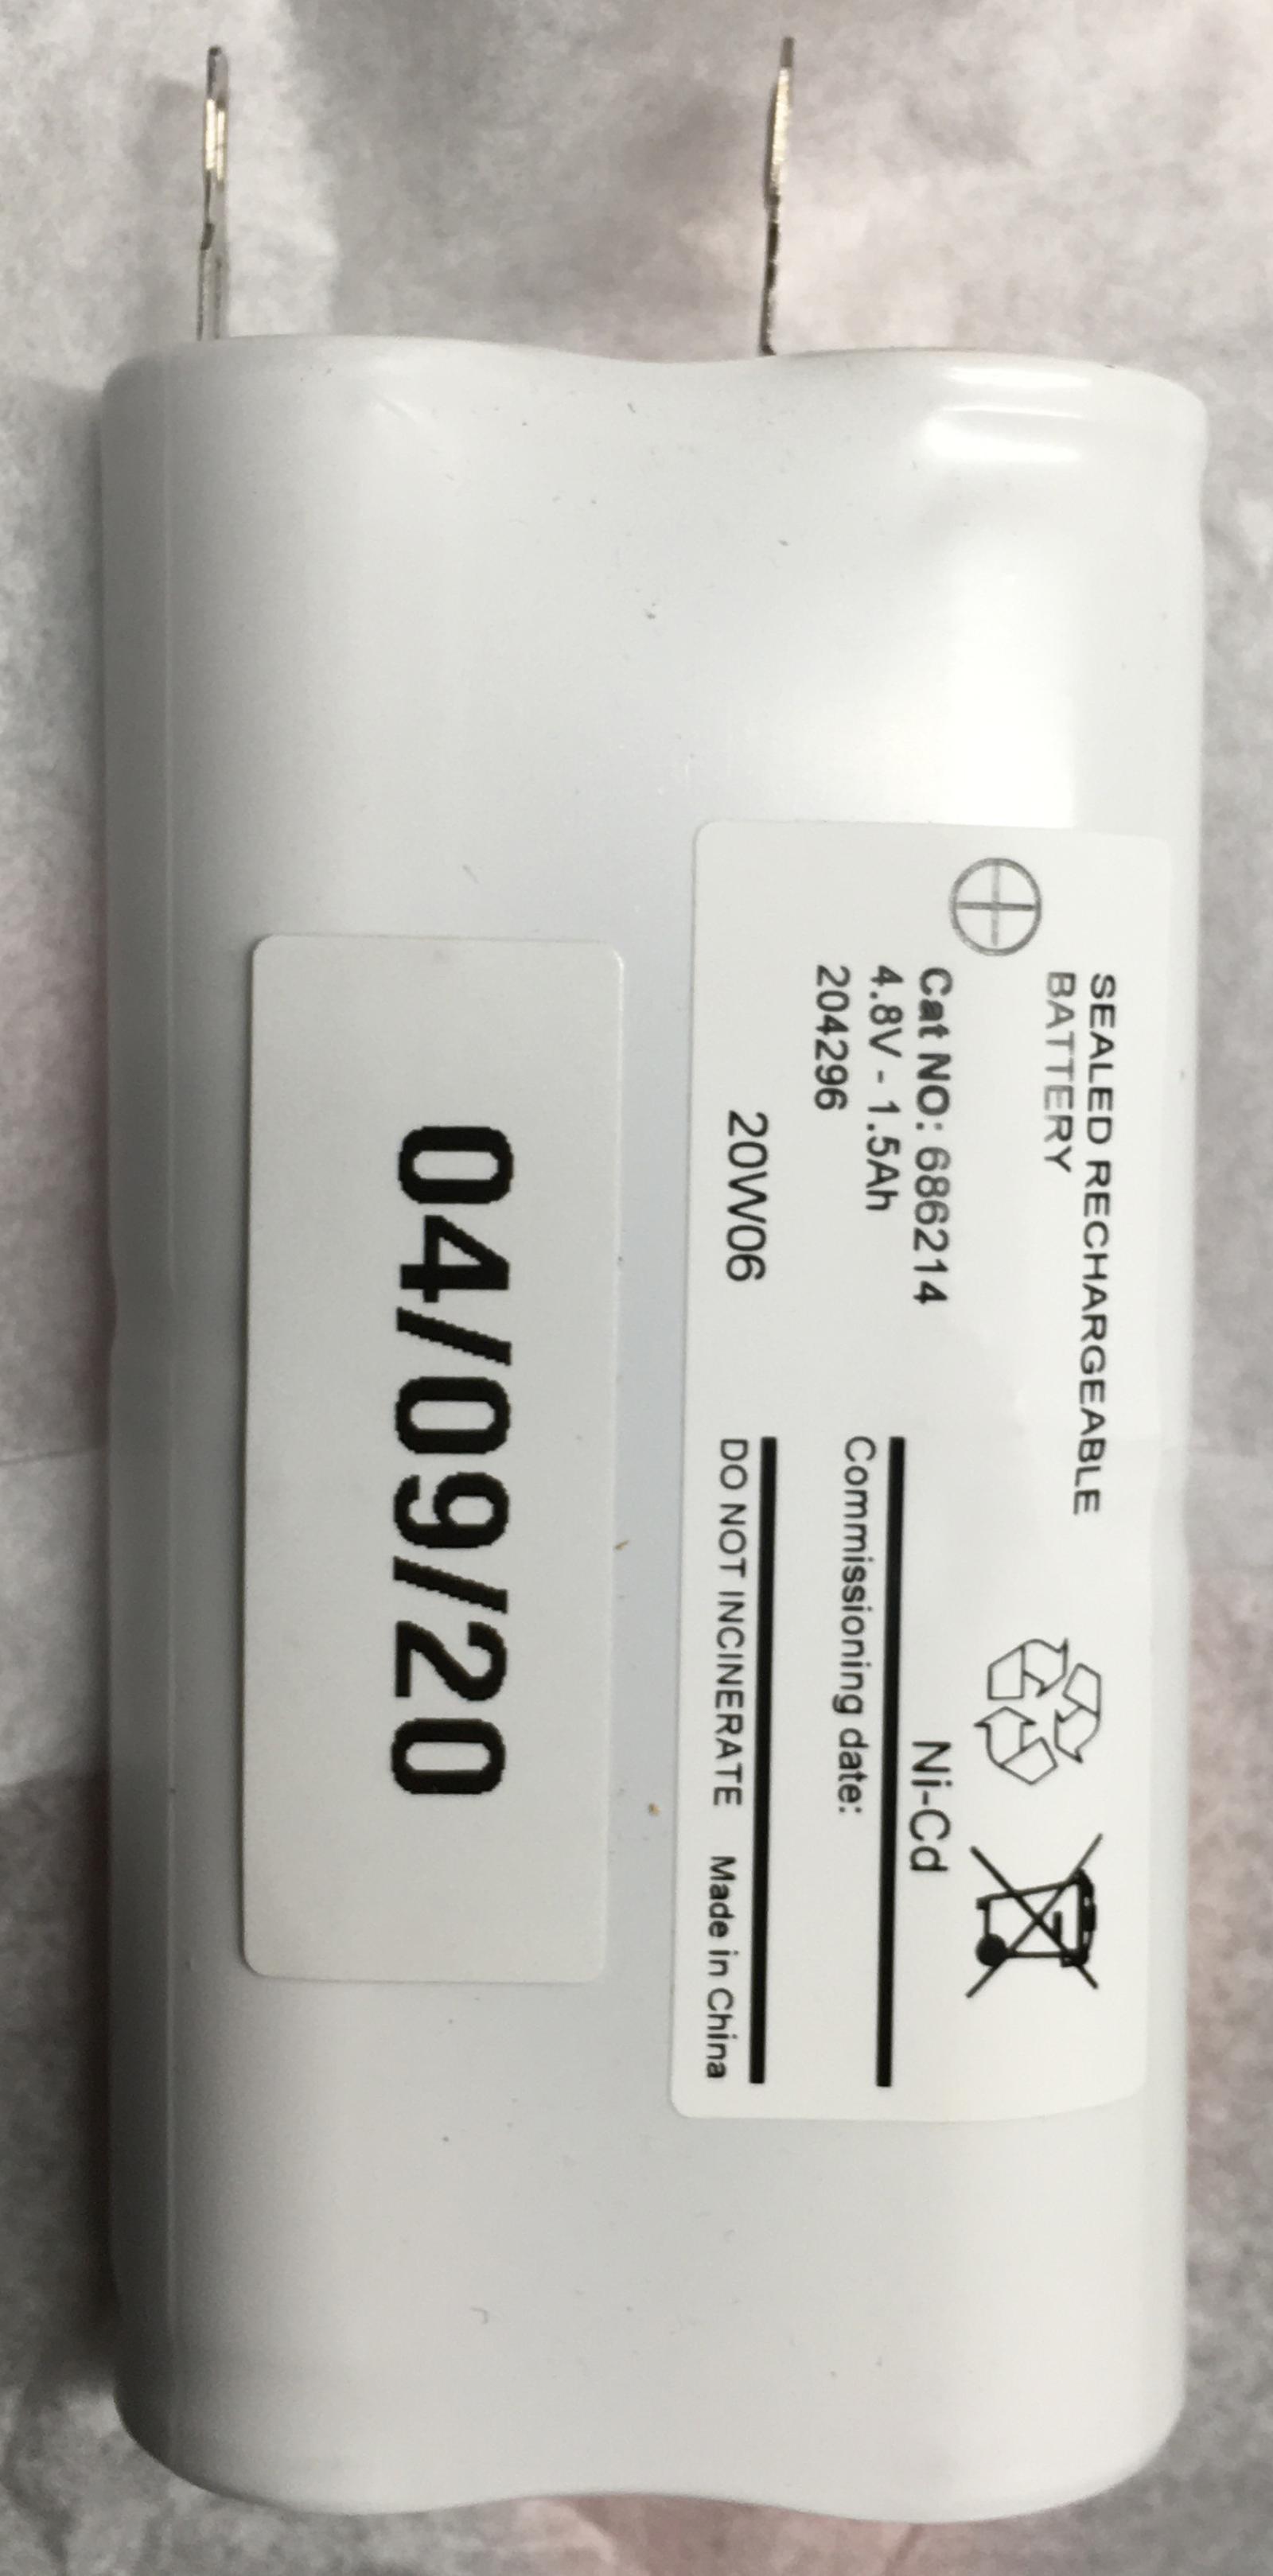 SEALED RECHARGEABLE
BATTERY
Cat NO: 686214
4.8V - 1.5Ah
204296
20W06
Ni-Cd
Commissioning date:
DO NOT INCINERATE Made in China
04/09/20